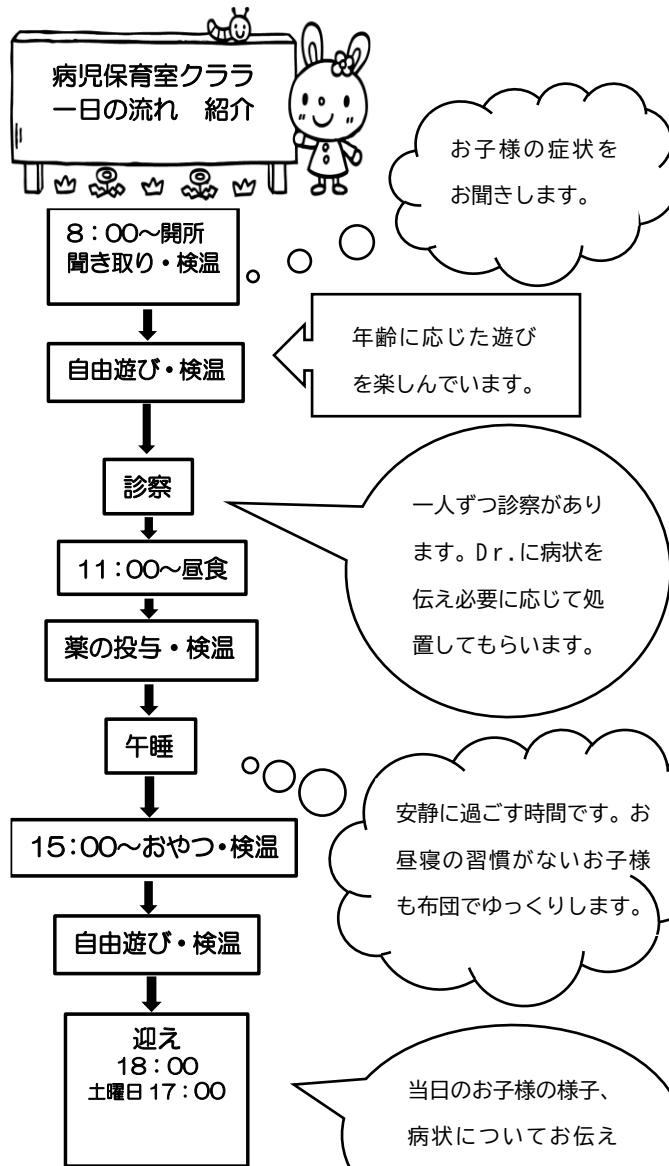 病児保育室クララ
一日の流れ　紹介
お子様の症状を
お聞きします。
8：00～開所
聞き取り・検温
年齢に応じた遊び
を楽しんでいます。
自由遊び・検温
診察
一人ずつ診察があり
ます。Dr.に病状を
伝え必要に応じて処
置してもらいます。
11：00～昼食
薬の投与・検温
午睡
安静に過ごす時間です。お
昼寝の習慣がないお子様
も布団でゆっくりします。
15：00～おやつ・検温
自由遊び・検温
迎え
18：00
土曜日 17：00
当日のお子様の様子、
病状についてお伝え